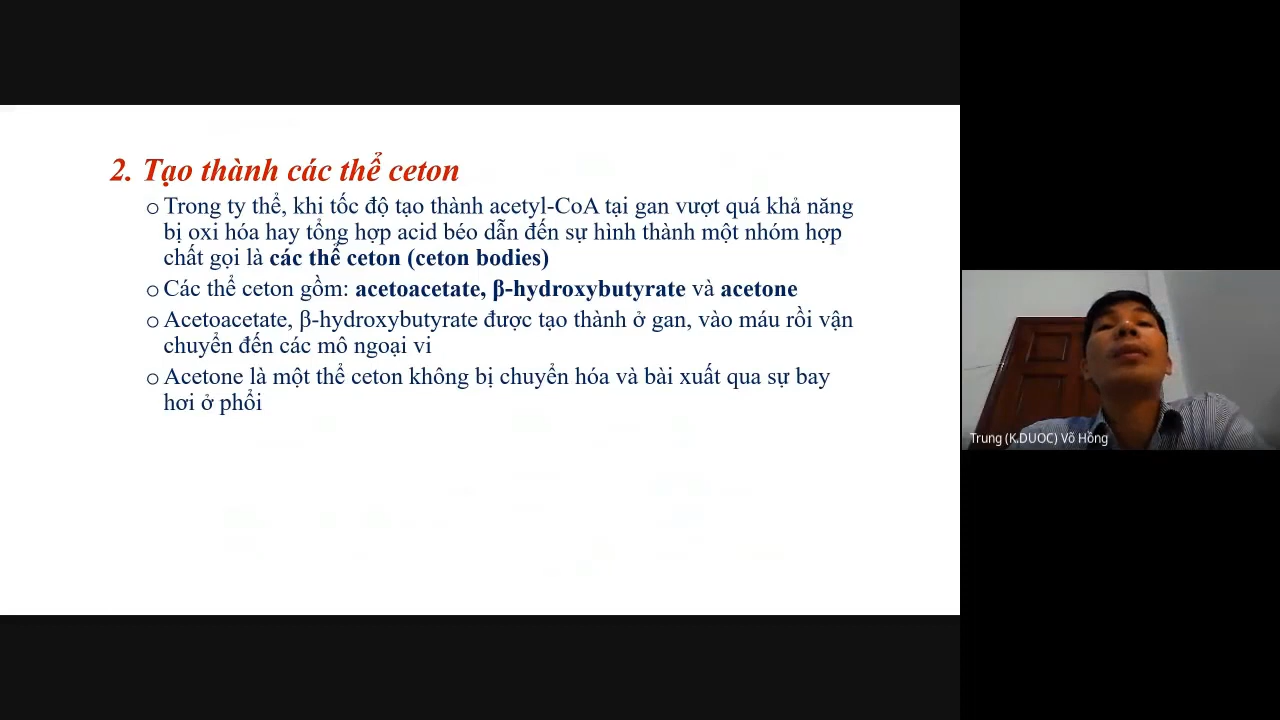 2. Tạo thành các thể ceton
o Trong ty thể, khi tốc độ tạo thành acetyl-CoA tại gan vượt quá khả năng
bị oxi hóa hay tổng hợp acid béo dẫn đến sự hình thành một nhóm hợp
chất gọi là các thể ceton (ceton bodies)
o Các thể ceton gồm: acetoacetate, β-hydroxybutyrate và acetone
o Acetoacetate, β-hydroxybutyrate được tạo thành ở gan, vào máu rồi vận
chuyển đến các mô ngoại vi
o Acetone là một thể ceton không bị chuyển hóa và bài xuất qua sự bay
hơi ở phổi
Trung (K.DUOC) Võ Hồng